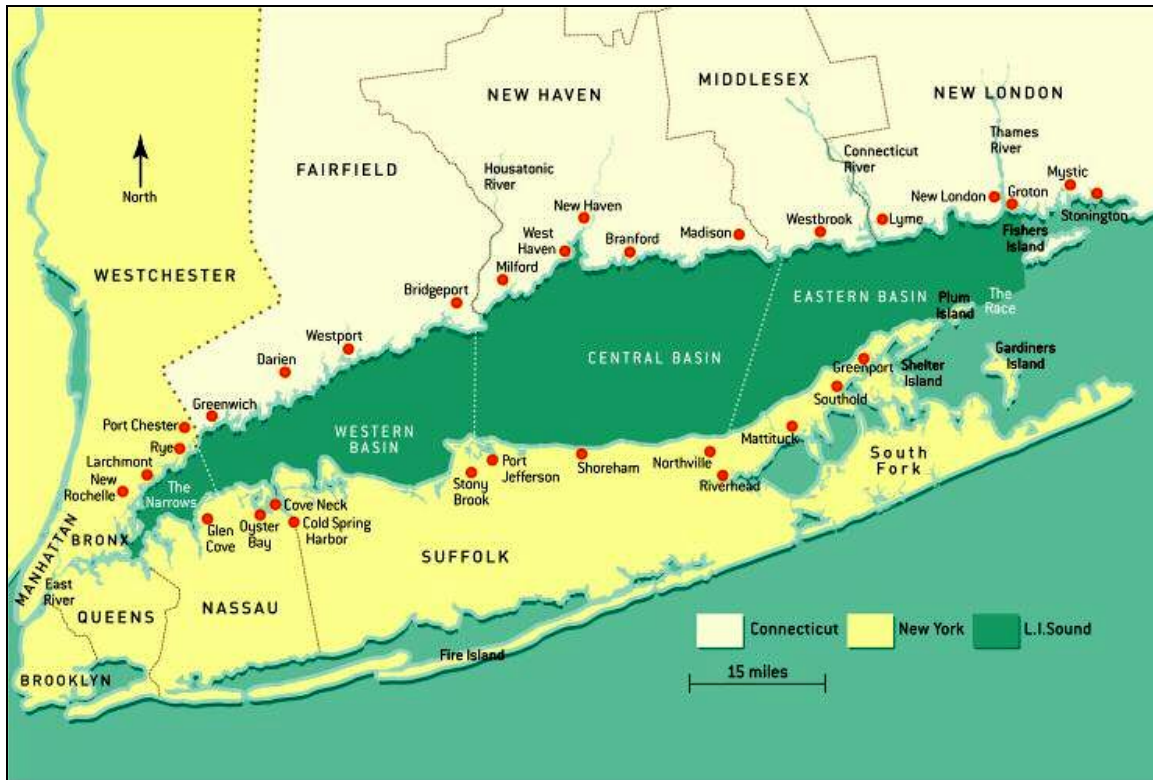 NEW HAVEN
MIDDLESEX
NEW LONDON
FAIRFIELD
WESTCHESTER
North
Housatonic
River
Connecticut
River
Thames
River
Mystic
New London
Groton
Stonington
Fishers
Island
Lyme
Westbrook
Madison
Branford
New Haven
West
Haven
Milford
Bridgeport
Westport
Darien
Greenwich
Port Chester
Rye
Larchmont
New
Rochelle
The
Narrows
WESTERN
BASIN
CENTRAL BASIN
EASTERN BASIN
Plum
Island
The
Race
Gardiners
Island
Shelter
Island
Greenport
Southold
Mattituck
South
Fork
Northville
Riverhead
Shoreham
Port
Jefferson
Stony
Brook
Cove Neck
Cold Spring
Harbor
Oyster
Bay
Glen
Cove
MANHATTAN
BRONX
East
River
QUEENS
NASSAU
SUFFOLK
BROOKLYN
Fire Island
Connecticut
New York
L.I.Sound
15 miles